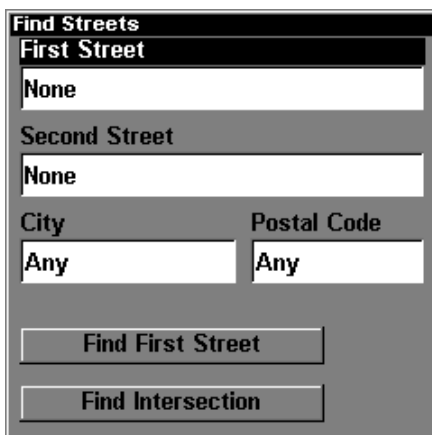 Find Streets
First Street
None
Second Street
None
City Postal Code
Any Any
Find First Street
Find Intersection